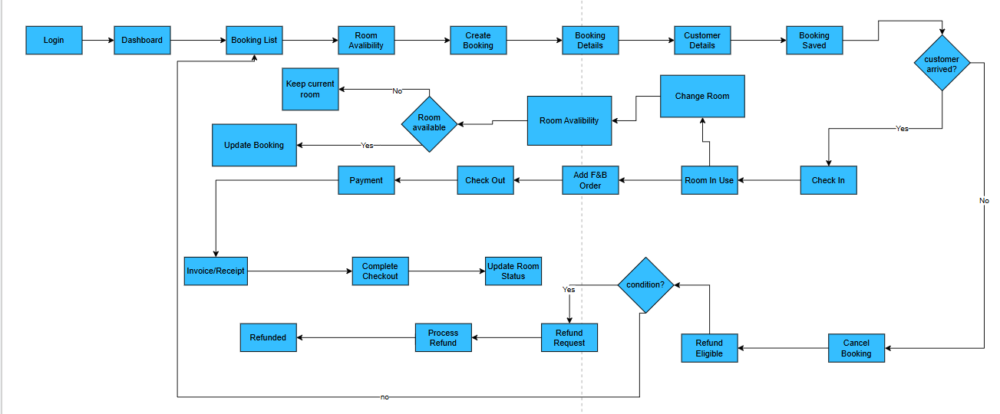 Login
Dashboard
Booking List
Room
Avalibility
Create
Booking
Booking
Details
Customer
Details
Booking
Saved
customer
arrived?
Keep current
room
No
Room
available
Room Avalibility
Change Room
Yes
Update Booking
Yes
Payment
Check Out
Add F&B
Order
Room In Use
Check In
No
Invoice/Receipt
Complete
Checkout
Update Room
Status
condition?
Yes
Refunded
Process
Refund
Refund
Request
Refund
Eligible
Cancel
Booking
no